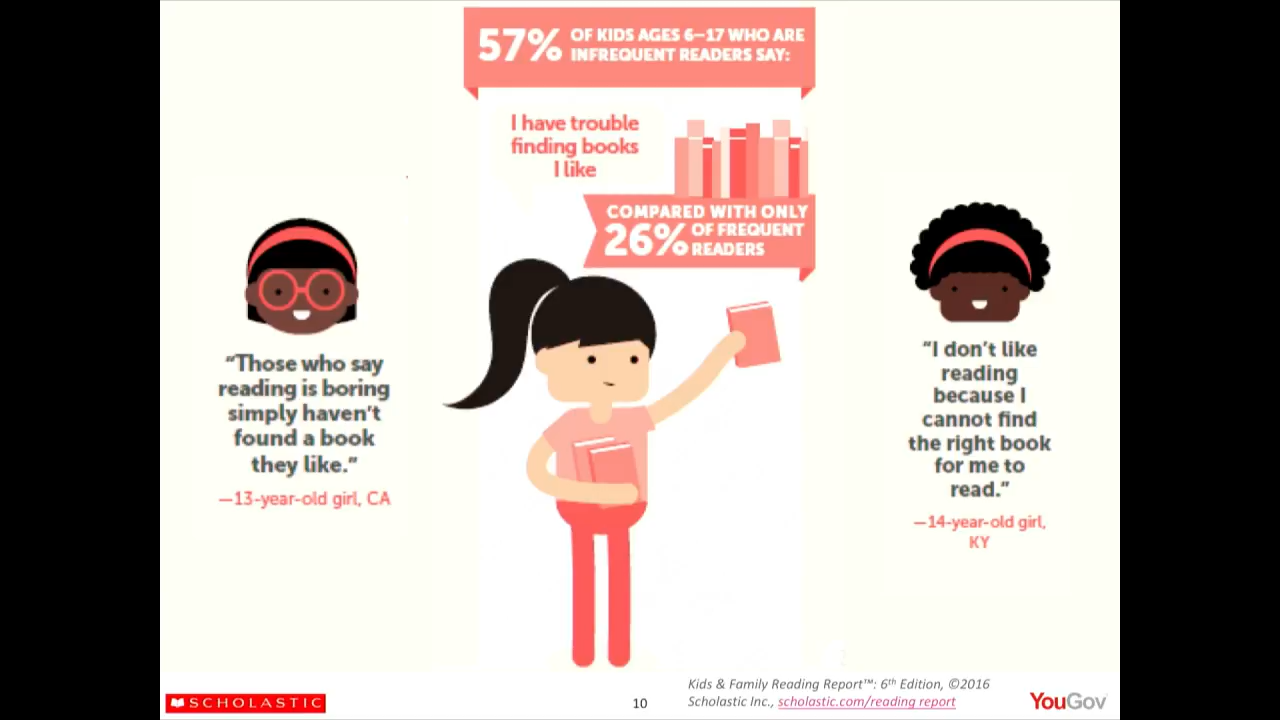 57% OF KIDS AGES 6–17 WHO ARE
INFREQUENT READERS SAY:
I have trouble
finding books
I like
COMPARED WITH ONLY
26% OF FREQUENT
READERS
“Those who say
reading is boring
simply haven’t
found a book
they like.”
—13-year-old girl, CA
“I don’t like
reading
because I
cannot find
the right book
for me to
read.”
—14-year-old girl,
KY
SCHOLASTIC
10
Kids & Family Reading Report™: 6th Edition, ©2016
Scholastic Inc., scholastic.com/reading report
YouGov